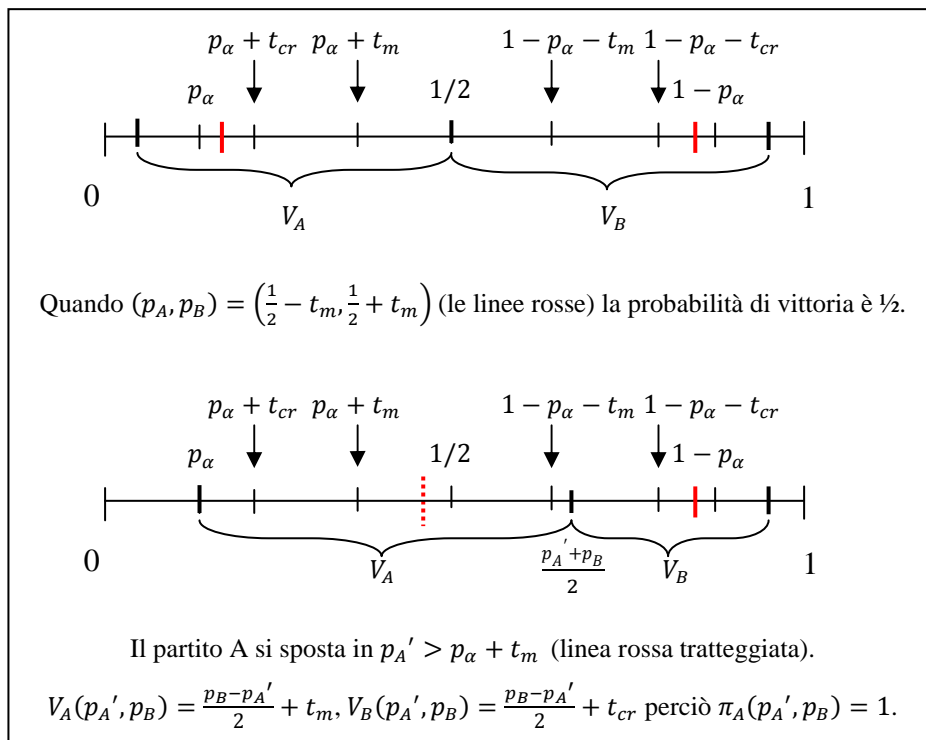 p_α + t_cr p_α + t_m 1 − p_α − t_m 1 − p_α − t_cr
p_α 1/2 1 − p_α
0 V_A V_B 1
Quando (p_A, p_B) = (1/2 − t_m, 1/2 + t_m) (le linee rosse) la probabilità di vittoria è ½.
p_α + t_cr p_α + t_m 1 − p_α − t_m 1 − p_α − t_cr
p_α 1/2 1 − p_α
0 V_A (p_A′+p_B)/2 V_B 1
Il partito A si sposta in p_A′ > p_α + t_m (linea rossa tratteggiata).
V_A(p_A′, p_B) = (p_B−p_A′)/2 + t_m, V_B(p_A′, p_B) = (p_B−p_A′)/2 + t_cr perciò π_A(p_A′, p_B) = 1.